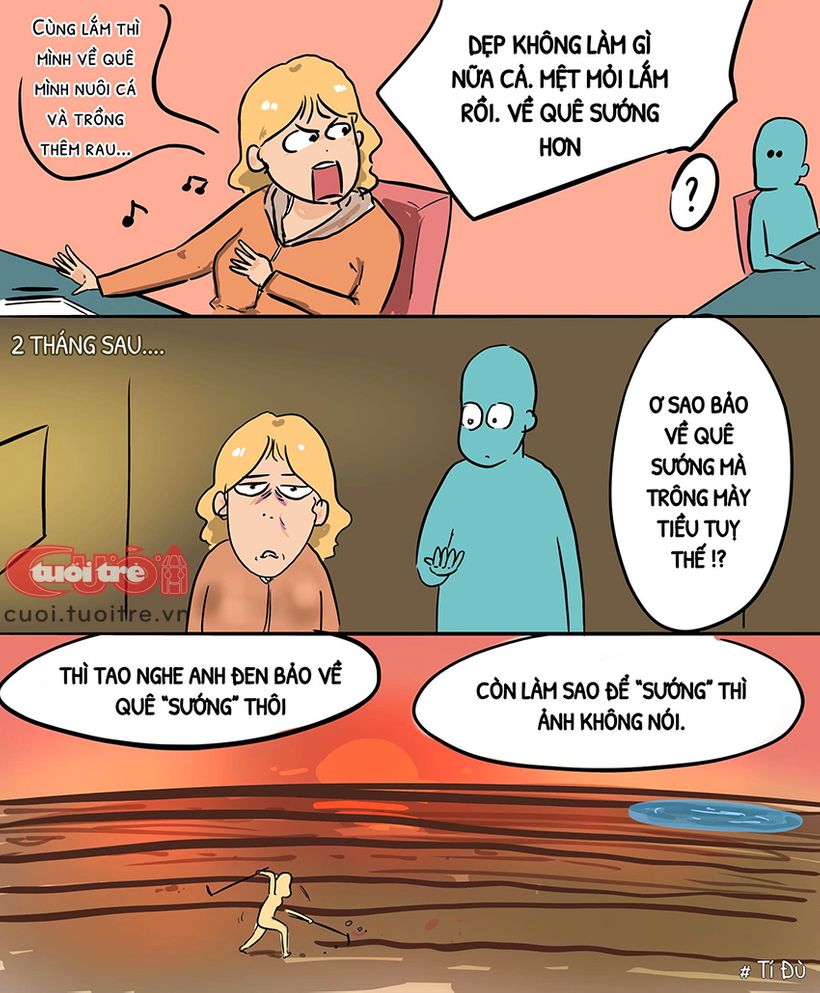 CÙNG LẮM THÌ
MÌNH VỀ QUÊ
MÌNH NUÔI CÁ
VÀ TRỒNG
THÊM RAU...
DẸP KHÔNG LÀM GÌ
NỮA CẢ. MỆT MỎI LẮM
RỒI. VỀ QUÊ SƯỚNG
HƠN
?
2 THÁNG SAU....
Ơ SAO BẢO
VỀ QUÊ
SƯỚNG MÀ
TRÔNG MÀY
TIỀU TUỴ
THẾ !?
CƯỜI
tuổi trẻ
cuoi.tuoitre.vn
THÌ TAO NGHE ANH ĐEN BẢO VỀ
QUÊ “SƯỚNG” THÔI
CÒN LÀM SAO ĐỂ “SƯỚNG” THÌ
ẢNH KHÔNG NÓI.
# TÍ ĐÙ